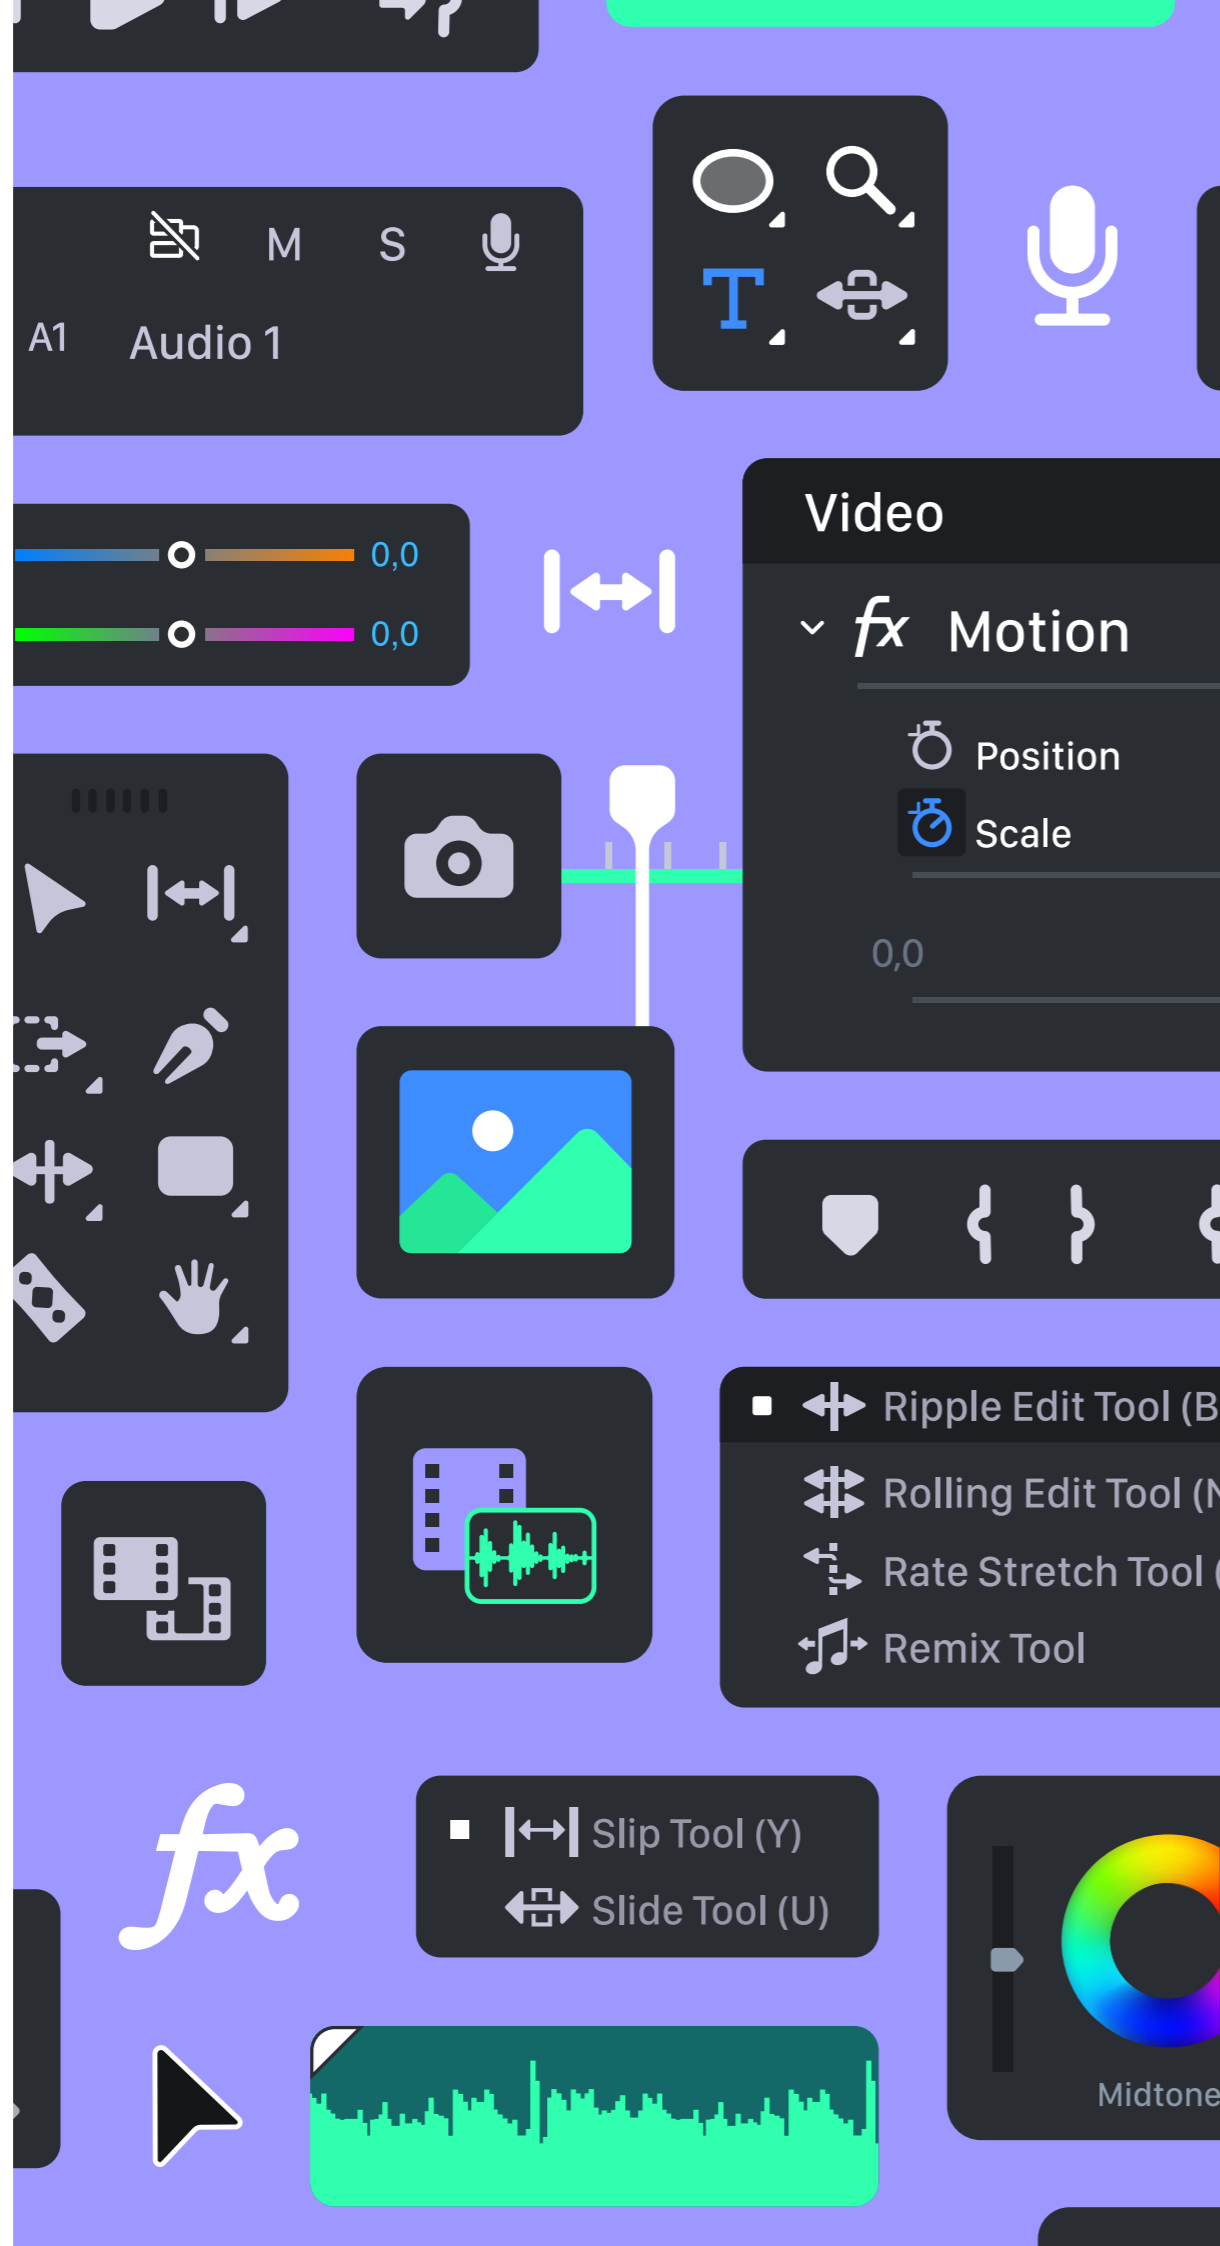 M S
A1 Audio 1
Video
0,0
fx Motion
0,0
Position
Scale
0,0
Ripple Edit Tool (B
Rolling Edit Tool (N
Rate Stretch Tool (
Remix Tool
fx
Slip Tool (Y)
Slide Tool (U)
Midtone